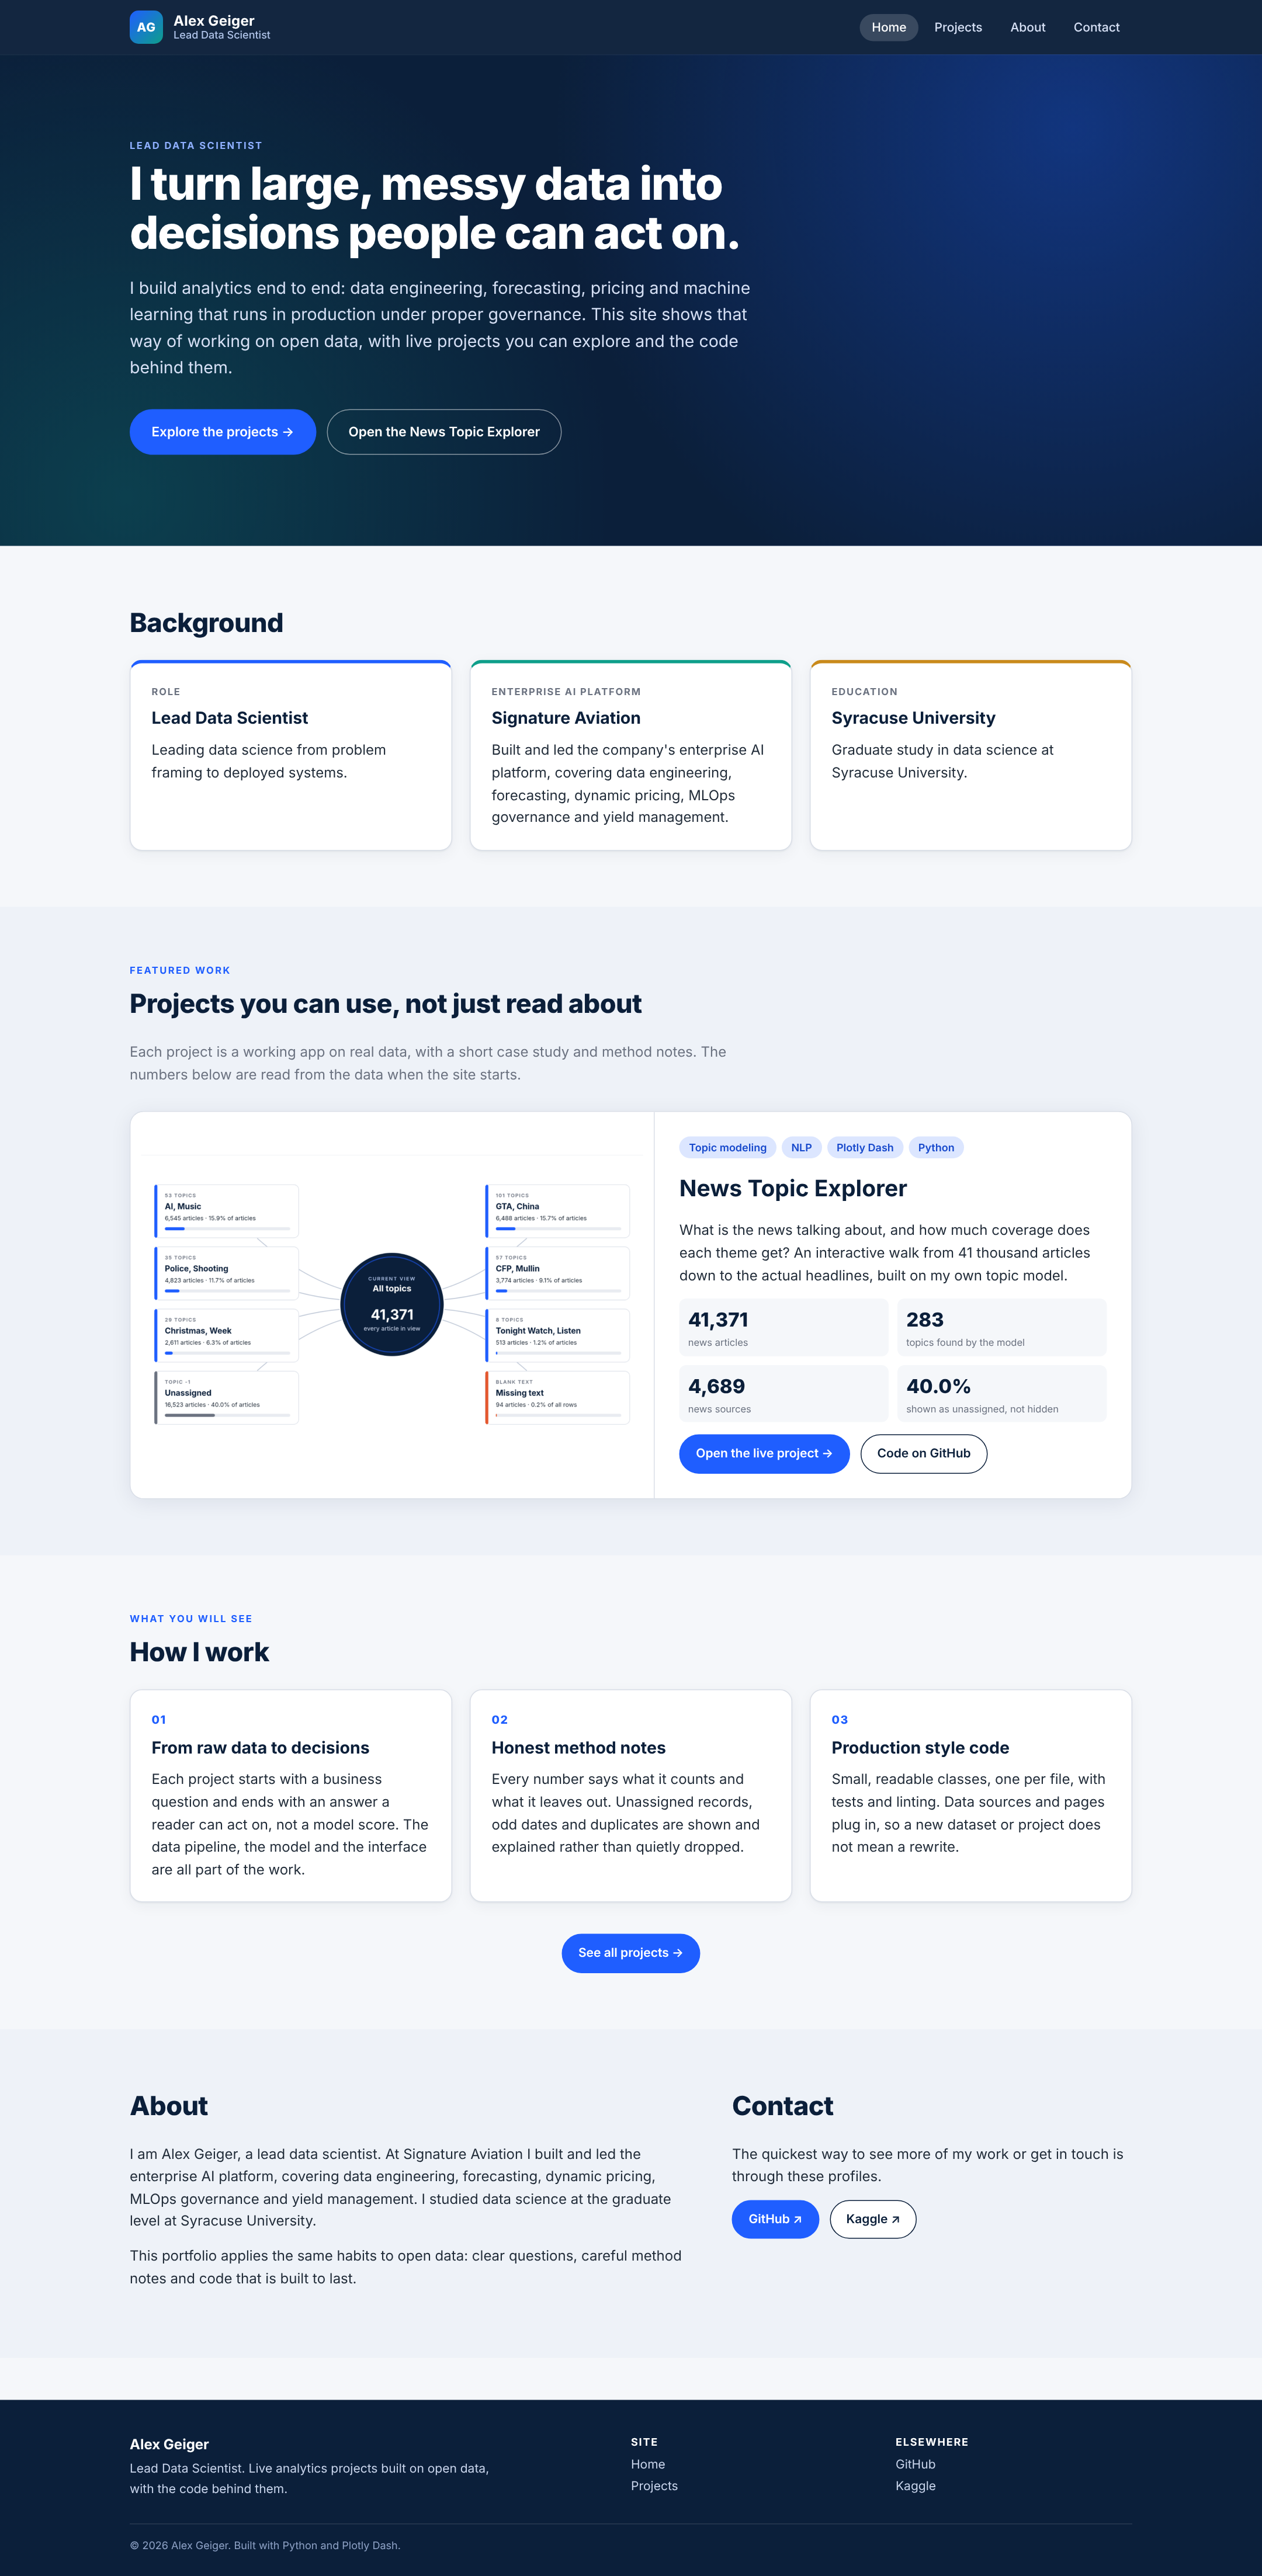 AG
Alex Geiger
Lead Data Scientist
Home
Projects
About
Contact
LEAD DATA SCIENTIST
I turn large, messy data into
decisions people can act on.
I build analytics end to end: data engineering, forecasting, pricing and machine
learning that runs in production under proper governance. This site shows that
way of working on open data, with live projects you can explore and the code
behind them.
Explore the projects →
Open the News Topic Explorer
Background
ROLE
Lead Data Scientist
Leading data science from problem
framing to deployed systems.
ENTERPRISE AI PLATFORM
Signature Aviation
Built and led the company's enterprise AI
platform, covering data engineering,
forecasting, dynamic pricing, MLOps
governance and yield management.
EDUCATION
Syracuse University
Graduate study in data science at
Syracuse University.
FEATURED WORK
Projects you can use, not just read about
Each project is a working app on real data, with a short case study and method notes. The
numbers below are read from the data when the site starts.
53 TOPICS
AI, Music
6,545 articles · 15.9% of articles
35 TOPICS
Police, Shooting
4,823 articles · 11.7% of articles
29 TOPICS
Christmas, Week
2,611 articles · 6.3% of articles
TOPIC -1
Unassigned
16,523 articles · 40.0% of articles
CURRENT VIEW
All topics
41,371
every article in view
101 TOPICS
GTA, China
6,488 articles · 15.7% of articles
57 TOPICS
CFP, Mullin
3,774 articles · 9.1% of articles
8 TOPICS
Tonight Watch, Listen
513 articles · 1.2% of articles
BLANK TEXT
Missing text
94 articles · 0.2% of all rows
Topic modeling
NLP
Plotly Dash
Python
News Topic Explorer
What is the news talking about, and how much coverage does
each theme get? An interactive walk from 41 thousand articles
down to the actual headlines, built on my own topic model.
41,371
news articles
283
topics found by the model
4,689
news sources
40.0%
shown as unassigned, not hidden
Open the live project →
Code on GitHub
WHAT YOU WILL SEE
How I work
01
From raw data to decisions
Each project starts with a business
question and ends with an answer a
reader can act on, not a model score. The
data pipeline, the model and the interface
are all part of the work.
02
Honest method notes
Every number says what it counts and
what it leaves out. Unassigned records,
odd dates and duplicates are shown and
explained rather than quietly dropped.
03
Production style code
Small, readable classes, one per file, with
tests and linting. Data sources and pages
plug in, so a new dataset or project does
not mean a rewrite.
See all projects →
About
I am Alex Geiger, a lead data scientist. At Signature Aviation I built and led the
enterprise AI platform, covering data engineering, forecasting, dynamic pricing,
MLOps governance and yield management. I studied data science at the graduate
level at Syracuse University.
This portfolio applies the same habits to open data: clear questions, careful method
notes and code that is built to last.
Contact
The quickest way to see more of my work or get in touch is
through these profiles.
GitHub ↗
Kaggle ↗
Alex Geiger
Lead Data Scientist. Live analytics projects built on open data,
with the code behind them.
SITE
Home
Projects
ELSEWHERE
GitHub
Kaggle
© 2026 Alex Geiger. Built with Python and Plotly Dash.